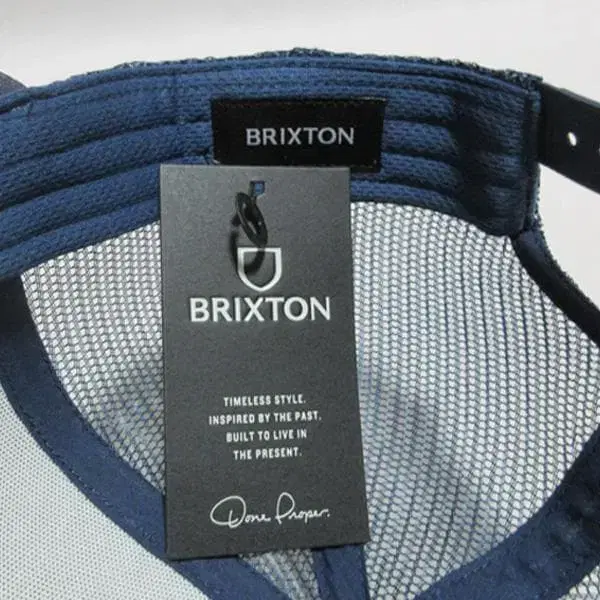 BRIXTON
BRIXTON
TIMELESS STYLE.
INSPIRED BY THE PAST.
BUILT TO LIVE IN
THE PRESENT.
Done Proper.